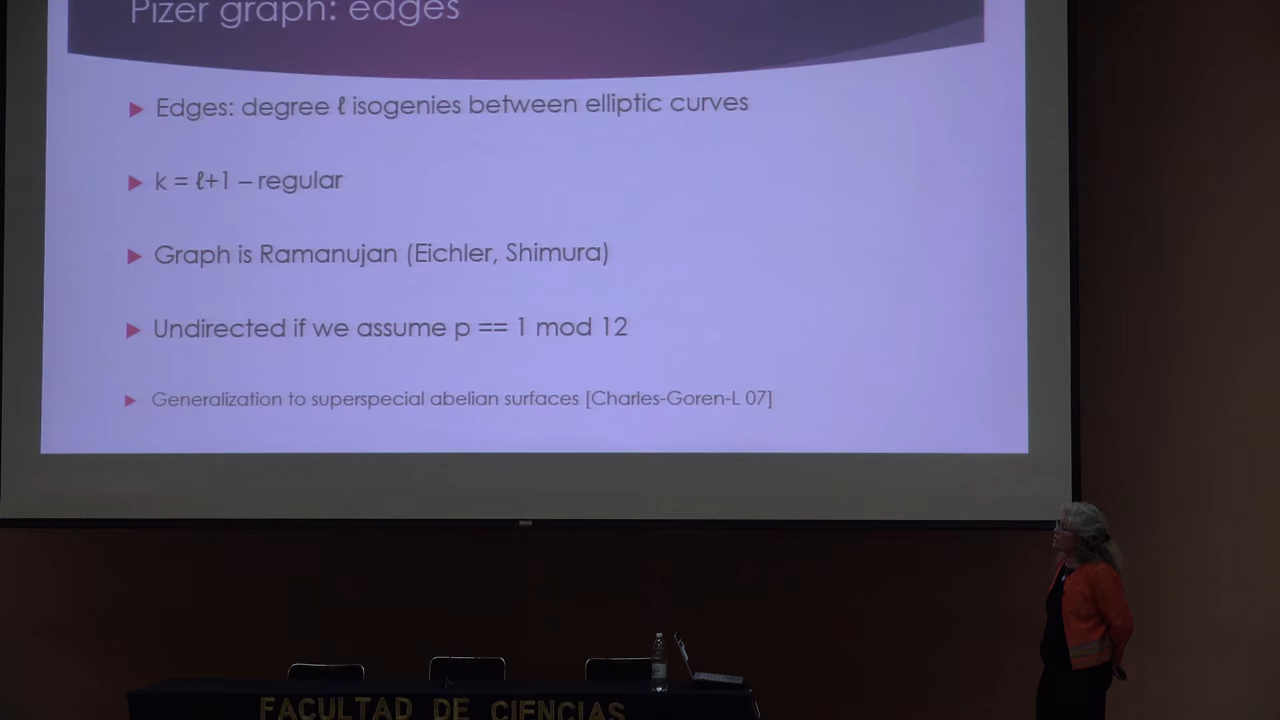 Pizer graph: edges
Edges: degree ℓ isogenies between elliptic curves
k = ℓ+1 – regular
Graph is Ramanujan (Eichler, Shimura)
Undirected if we assume p == 1 mod 12
Generalization to superspecial abelian surfaces [Charles-Goren-L 07]
FACULTAD DE CIENCIAS